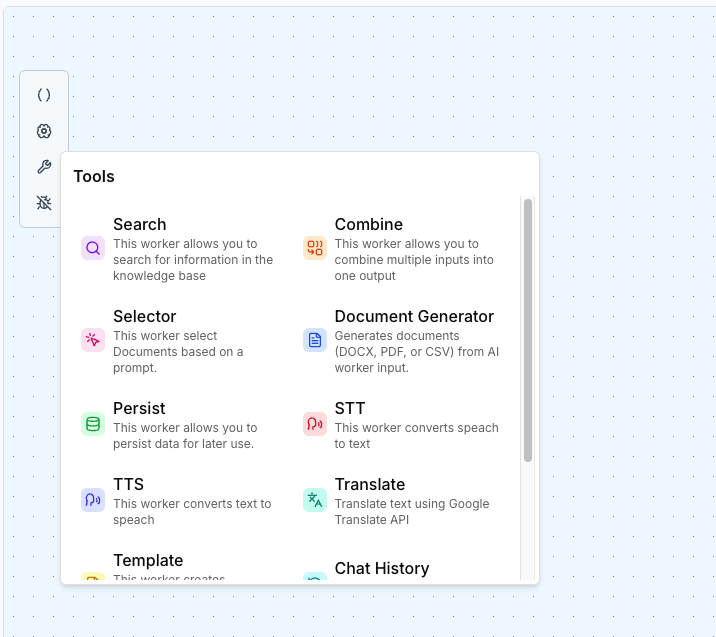 ( )
Tools
Search
This worker allows you to
search for information in the
knowledge base
Combine
This worker allows you to
combine multiple inputs into
one output
Selector
This worker select
Documents based on a
prompt.
Document Generator
Generates documents
(DOCX, PDF, or CSV) from AI
worker input.
Persist
This worker allows you to
persist data for later use.
STT
This worker converts speach
to text
TTS
This worker converts text to
speach
Translate
Translate text using Google
Translate API
Template
This worker creates
Chat History